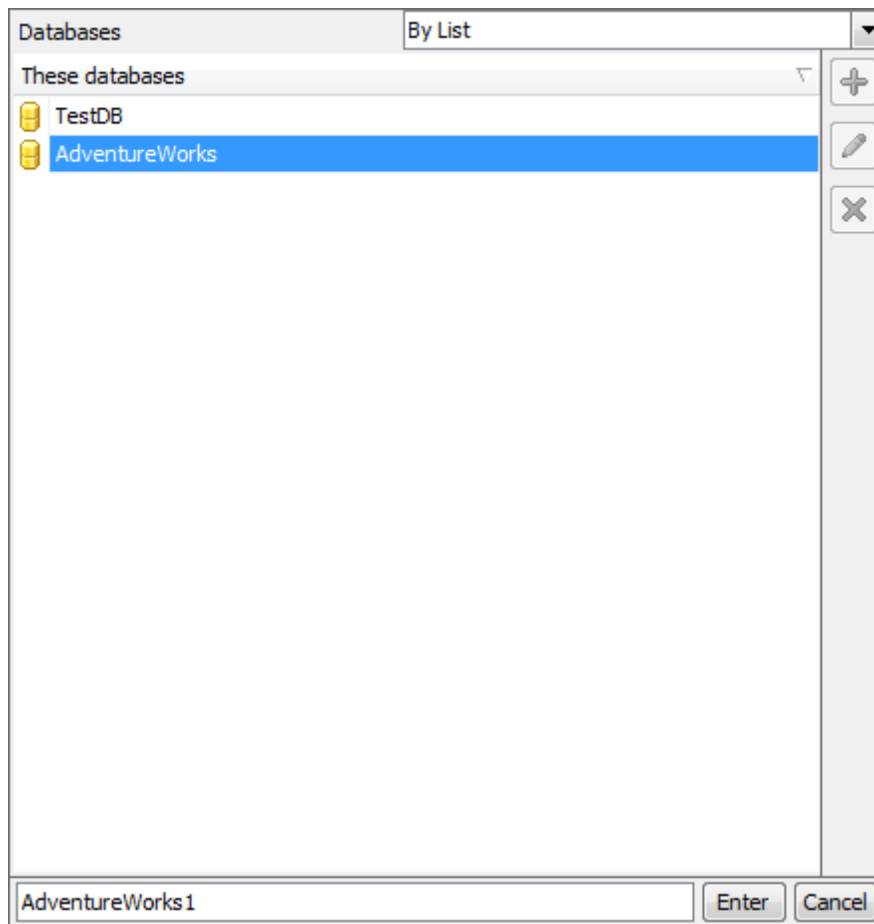 Databases By List
These databases
TestDB
AdventureWorks
AdventureWorks1 Enter Cancel